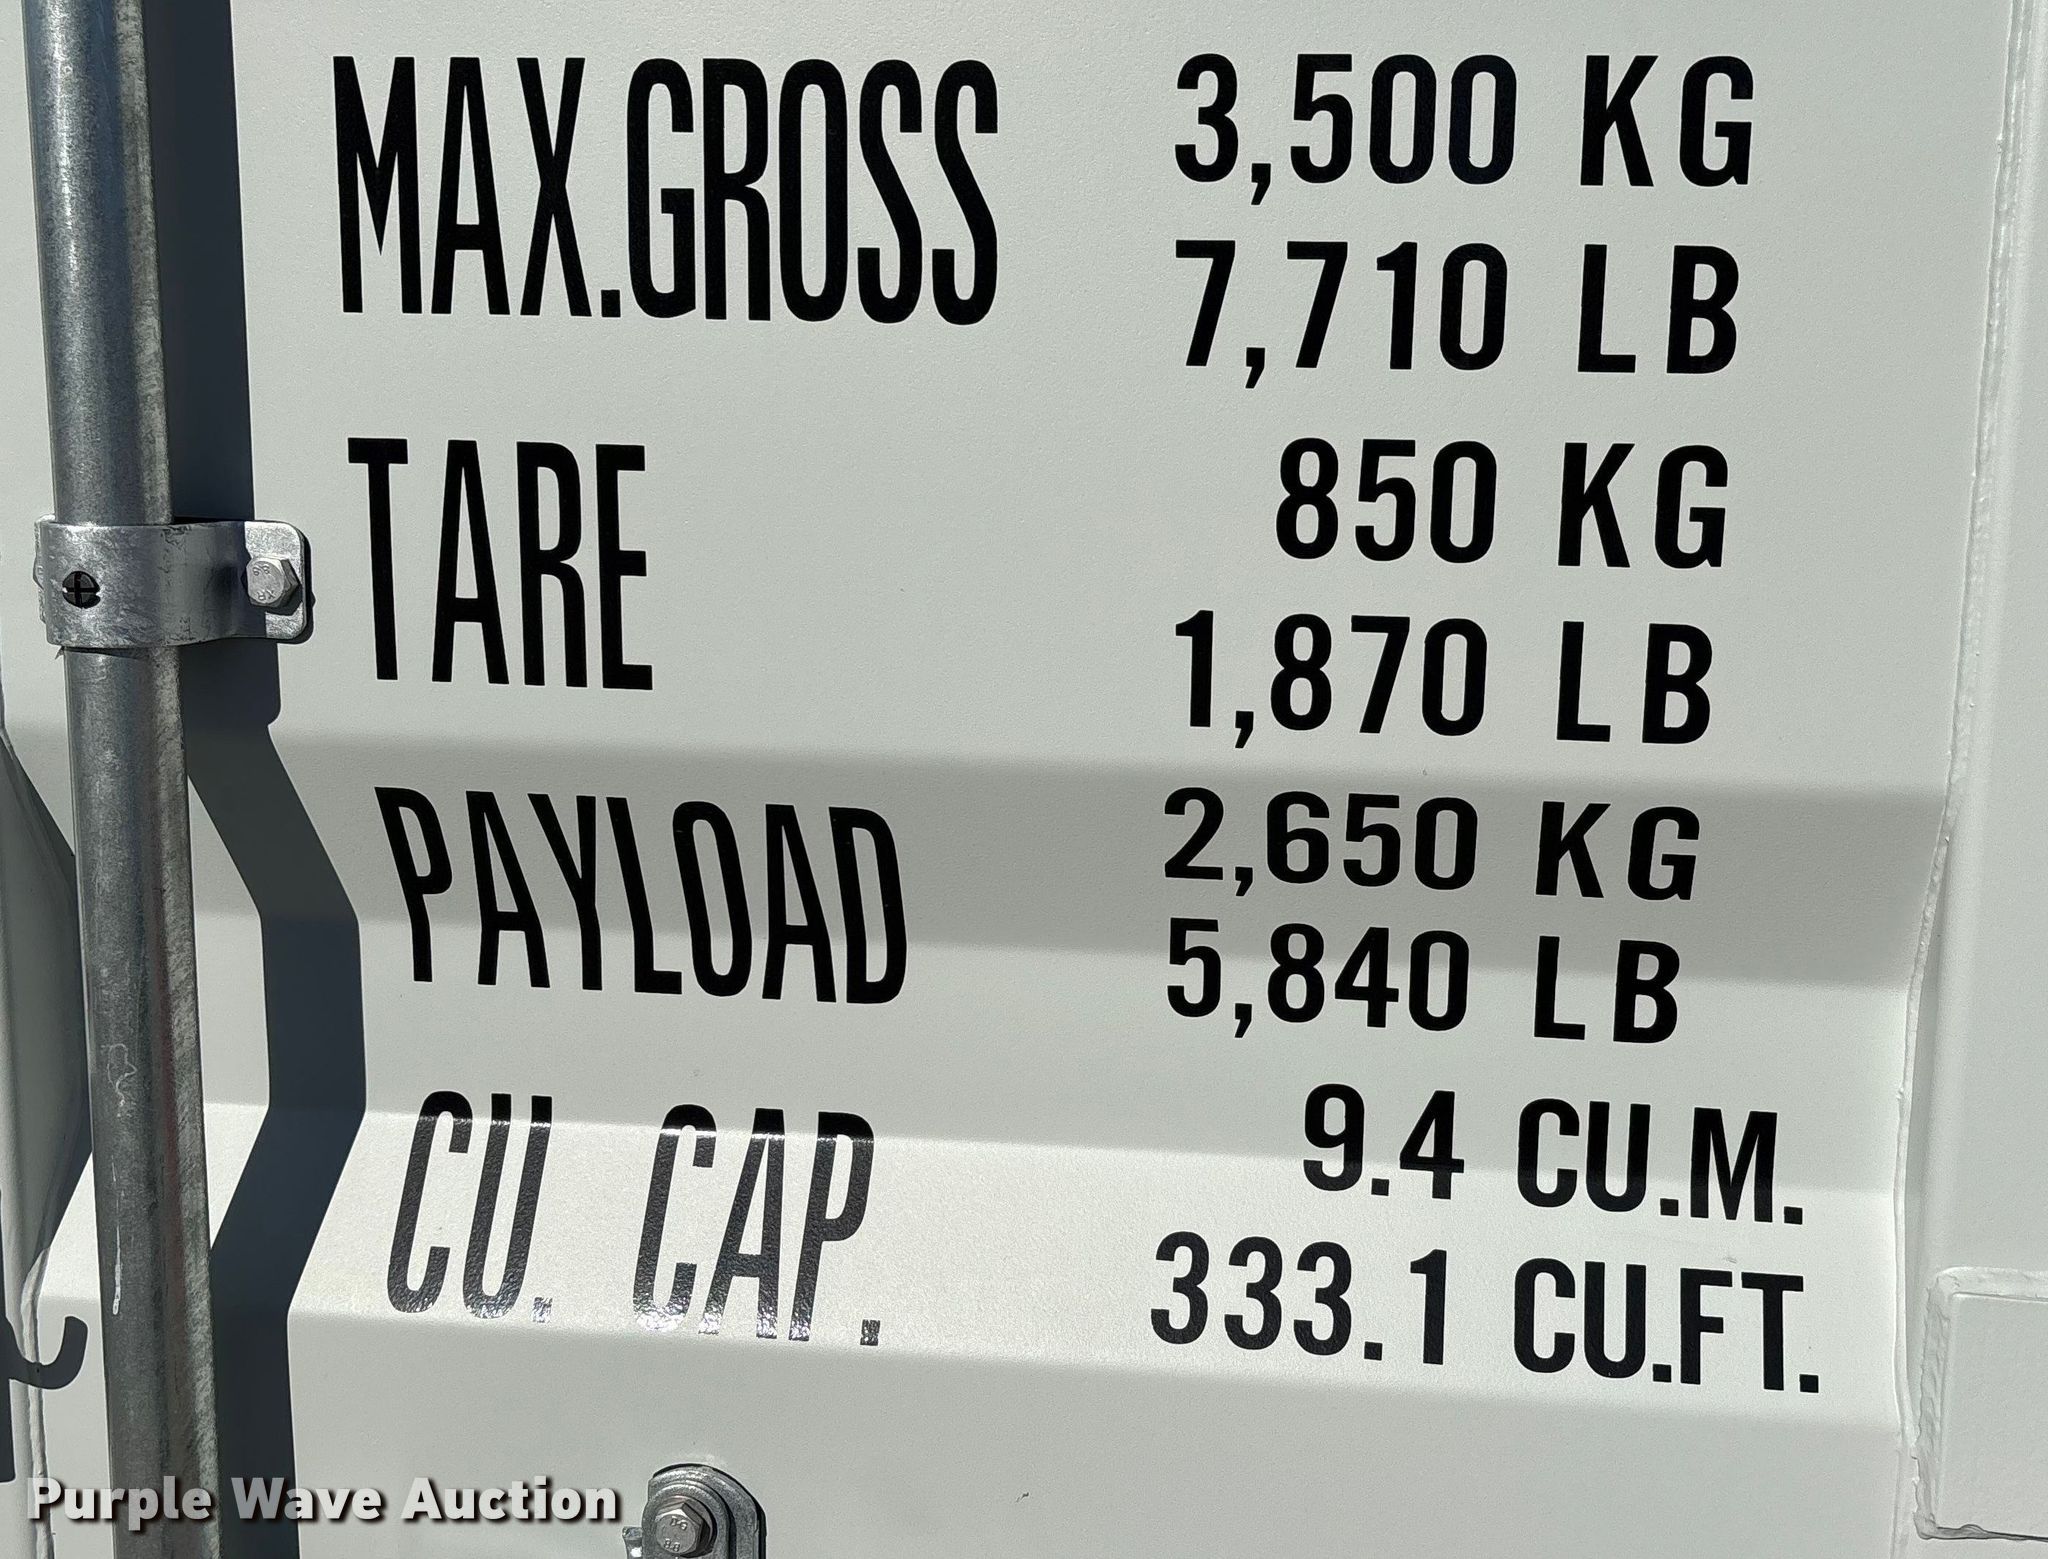 MAX.GROSS 3,500 KG
7,710 LB
TARE 850 KG
1,870 LB
PAYLOAD 2,650 KG
5,840 LB
CU. CAP. 9.4 CU.M.
333.1 CU.FT.
Purple Wave Auction